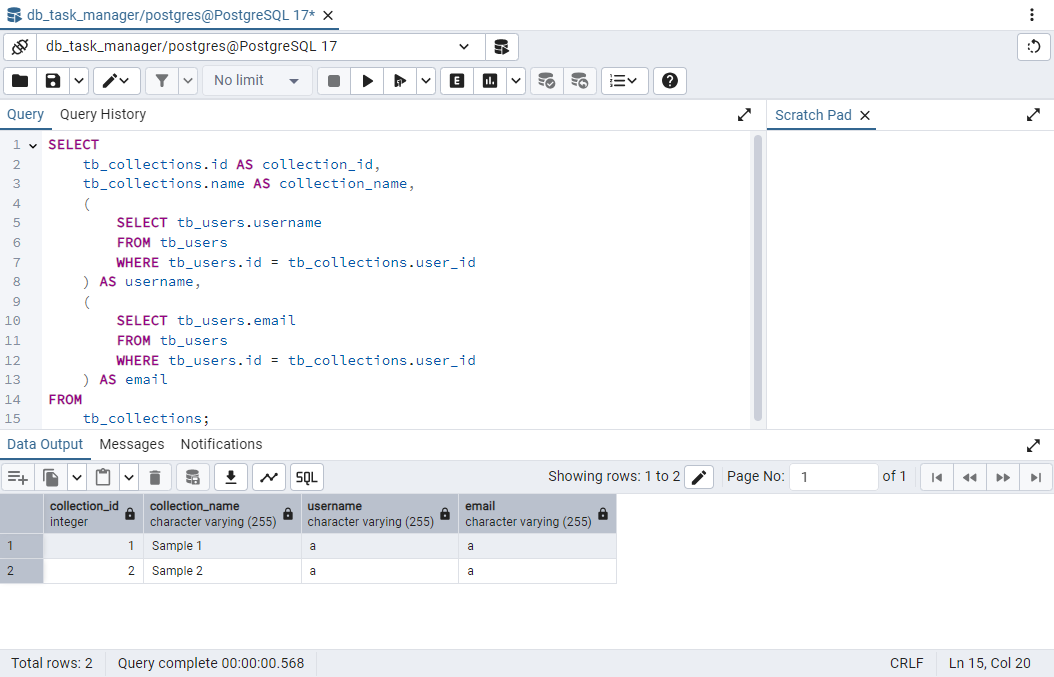 db_task_manager/postgres@PostgreSQL 17*
db_task_manager/postgres@PostgreSQL 17
No limit
E
Query Query History
Scratch Pad
1 SELECT
2 tb_collections.id AS collection_id,
3 tb_collections.name AS collection_name,
4 (
5 SELECT tb_users.username
6 FROM tb_users
7 WHERE tb_users.id = tb_collections.user_id
8 ) AS username,
9 (
10 SELECT tb_users.email
11 FROM tb_users
12 WHERE tb_users.id = tb_collections.user_id
13 ) AS email
14 FROM
15 tb_collections;
Data Output Messages Notifications
SQL Showing rows: 1 to 2 Page No: 1 of 1
collection_id collection_name username email
integer character varying (255) character varying (255) character varying (255)
1 1 Sample 1 a a
2 2 Sample 2 a a
Total rows: 2 Query complete 00:00:00.568 CRLF Ln 15, Col 20